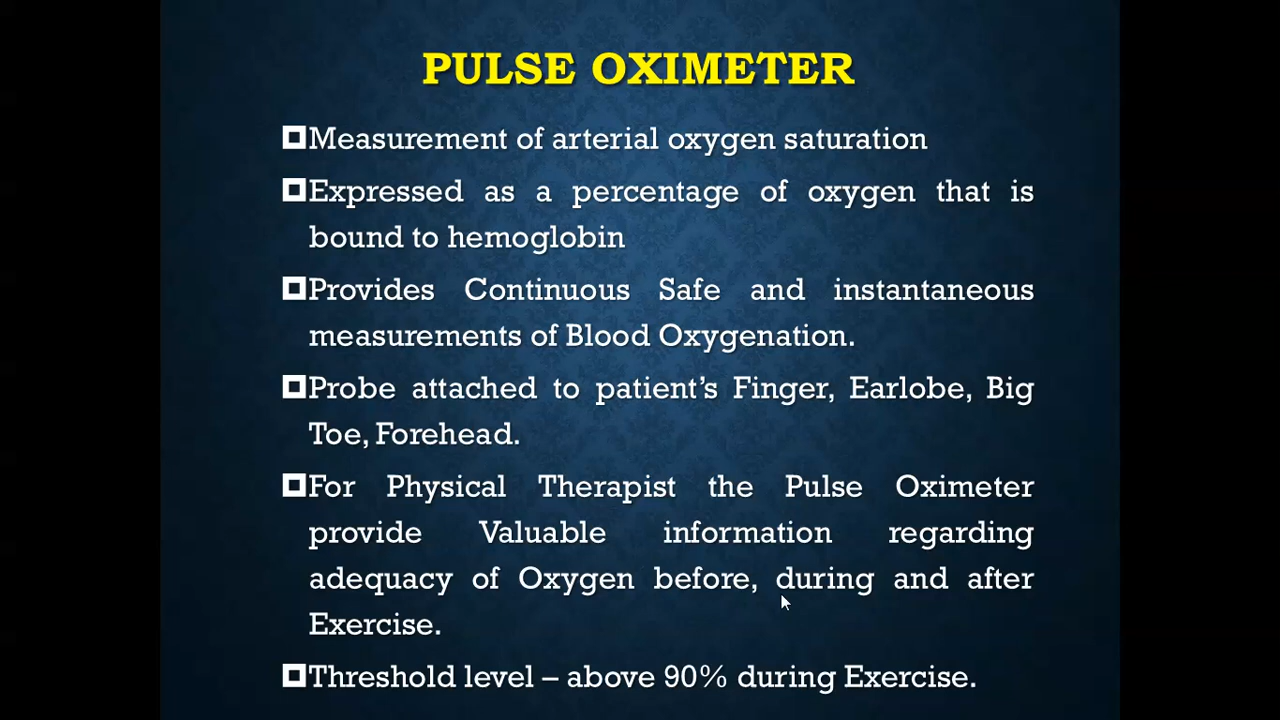 PULSE OXIMETER
Measurement of arterial oxygen saturation
Expressed as a percentage of oxygen that is
bound to hemoglobin
Provides Continuous Safe and instantaneous
measurements of Blood Oxygenation.
Probe attached to patient’s Finger, Earlobe, Big
Toe, Forehead.
For Physical Therapist the Pulse Oximeter
provide Valuable information regarding
adequacy of Oxygen before, during and after
Exercise.
Threshold level – above 90% during Exercise.